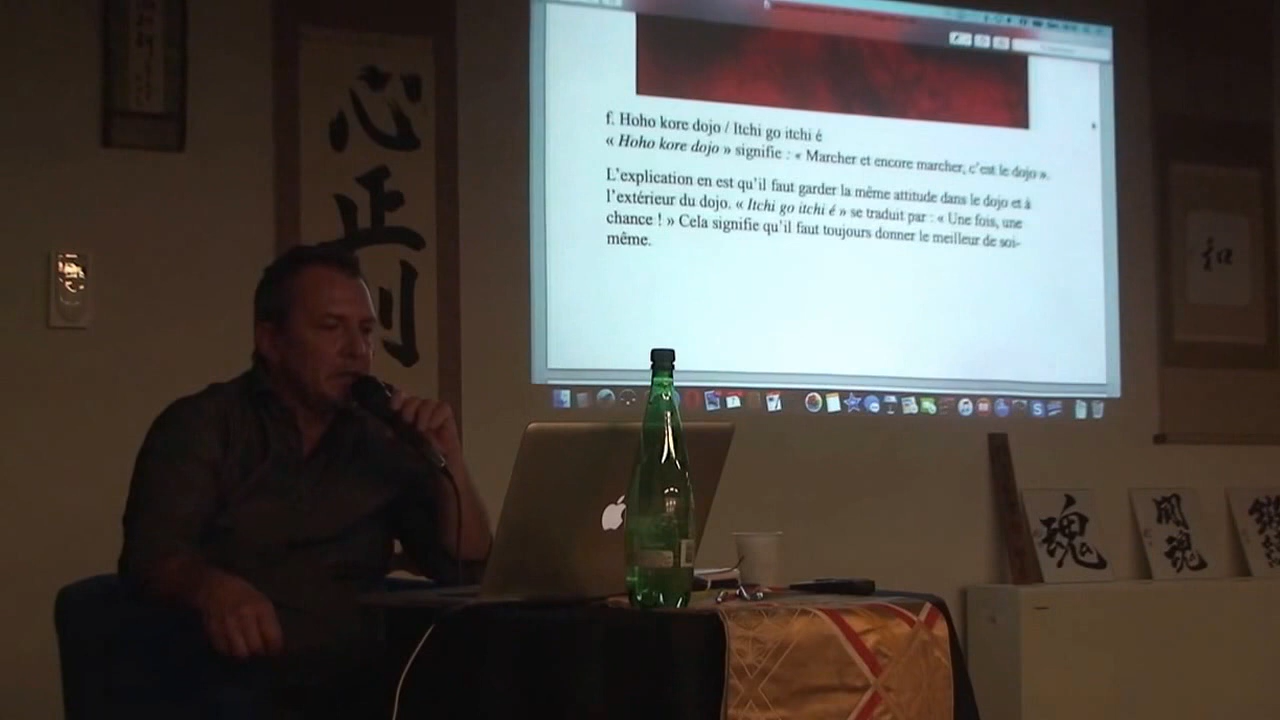 f. Hoho kore dojo / Itchi go itchi é
« Hoho kore dojo » signifie : « Marcher et encore marcher, c'est le dojo ».
L'explication en est qu'il faut garder la même attitude dans le dojo et à
l'extérieur du dojo. « Itchi go itchi é » se traduit par : « Une fois, une
chance ! » Cela signifie qu'il faut toujours donner le meilleur de soi-
même.
心
正
和
魂
闘
魂